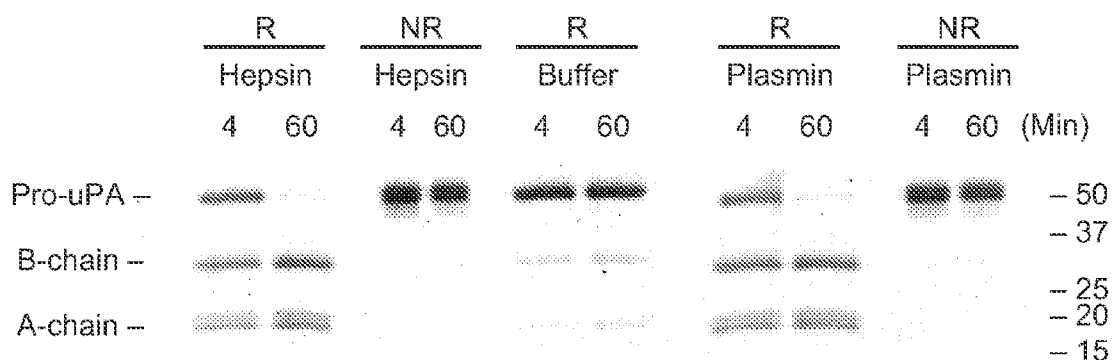 R NR R R NR
Hepsin Hepsin Buffer Plasmin Plasmin
4 60 4 60 4 60 4 60 4 60 (Min)
Pro-uPA – – 50
– 37
B-chain –
– 25
A-chain – – 20
– 15